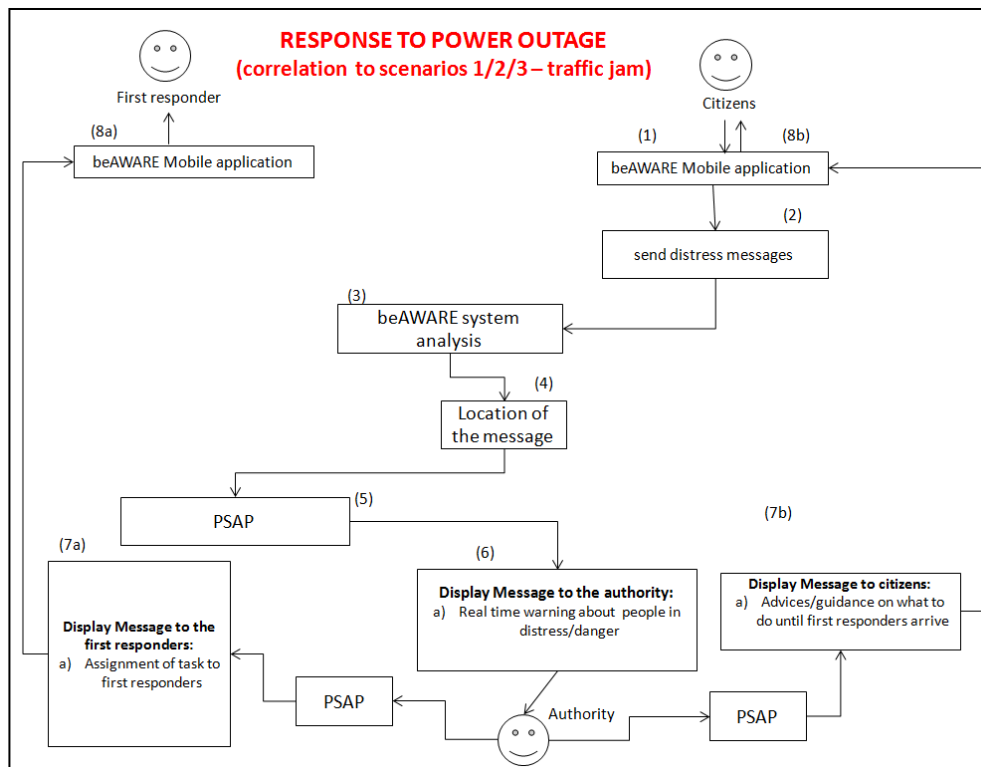 RESPONSE TO POWER OUTAGE
(correlation to scenarios 1/2/3 – traffic jam)
First responder
Citizens
(8a)
(1)
(8b)
beAWARE Mobile application
beAWARE Mobile application
(2)
send distress messages
(3)
beAWARE system
analysis
(4)
Location of
the message
(5)
PSAP
(7b)
(7a)
(6)
Display Message to the
first responders:
a) Assignment of task to
first responders
Display Message to the authority:
a) Real time warning about people in
distress/danger
Display Message to citizens:
a) Advices/guidance on what to
do until first responders arrive
PSAP
Authority
PSAP